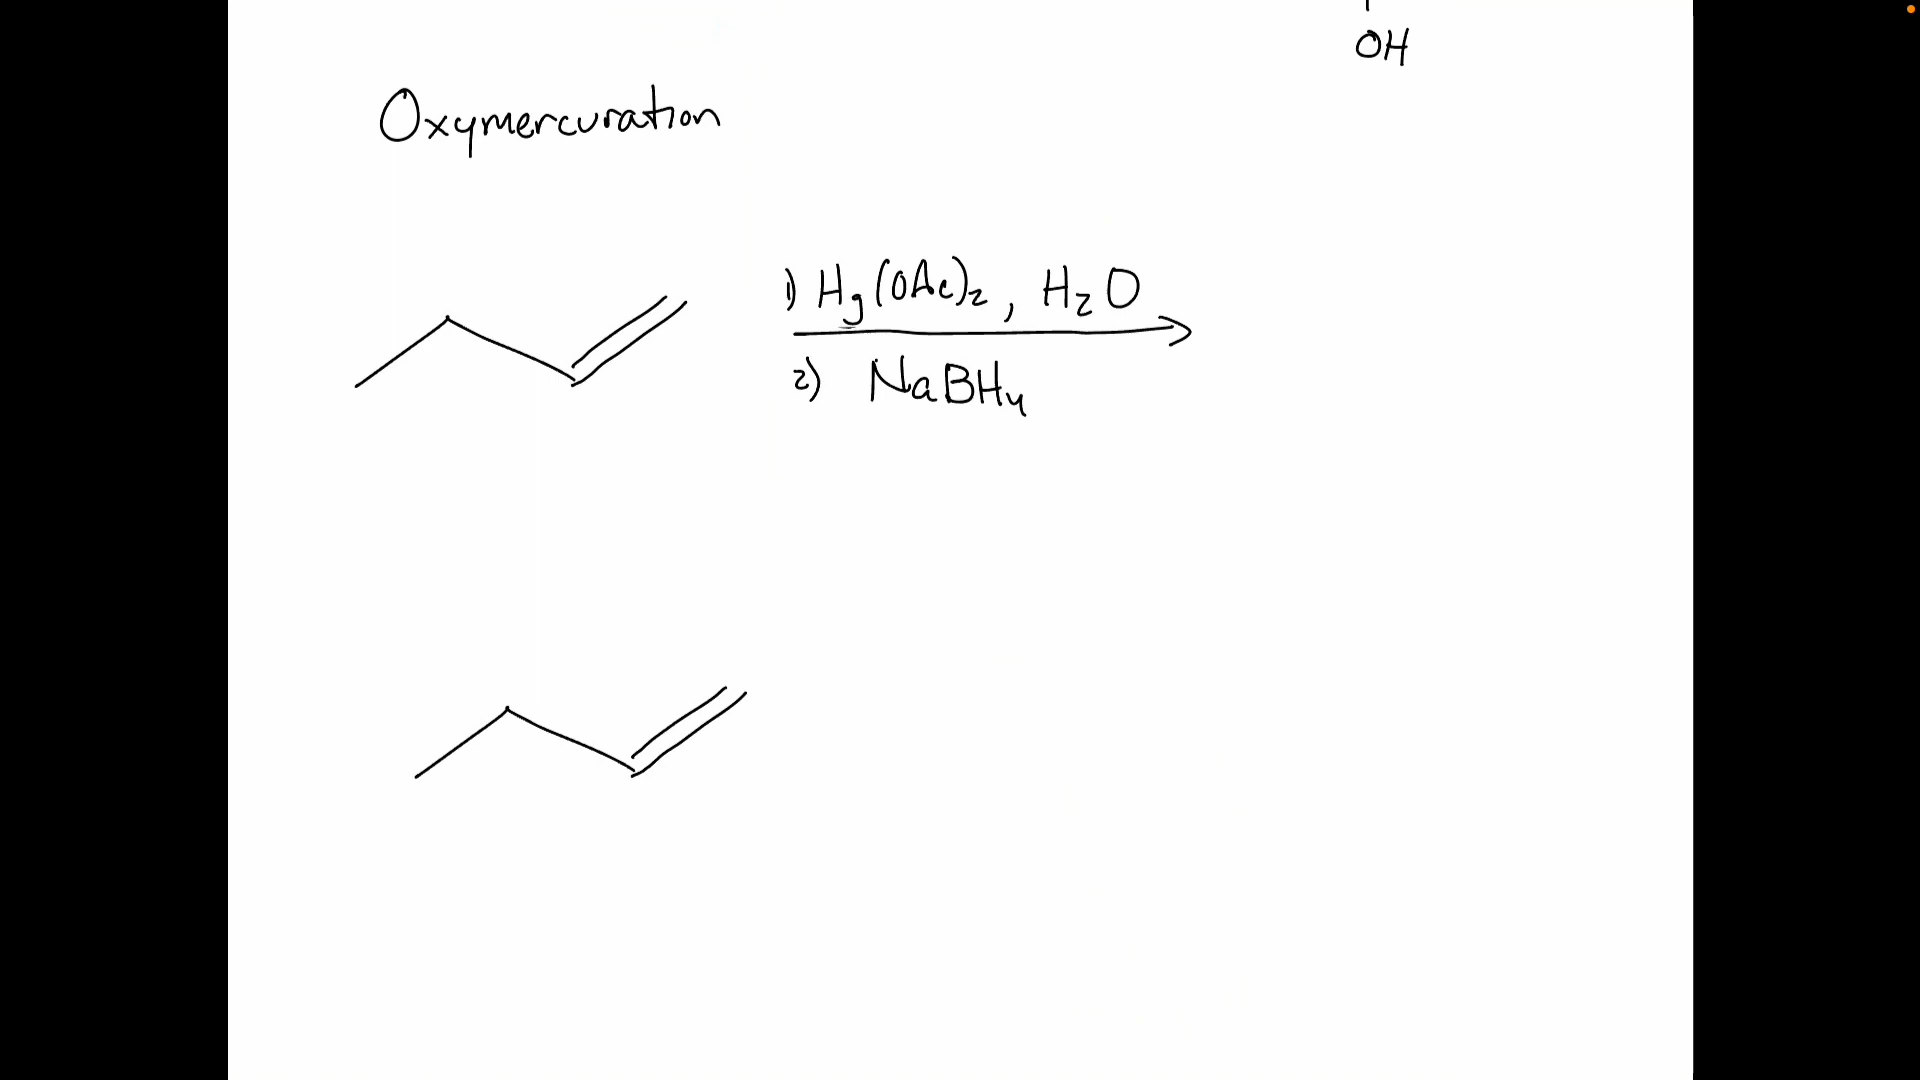 OH
Oxymercuration
1) Hg(OAc)₂, H₂O
2) NaBH₄